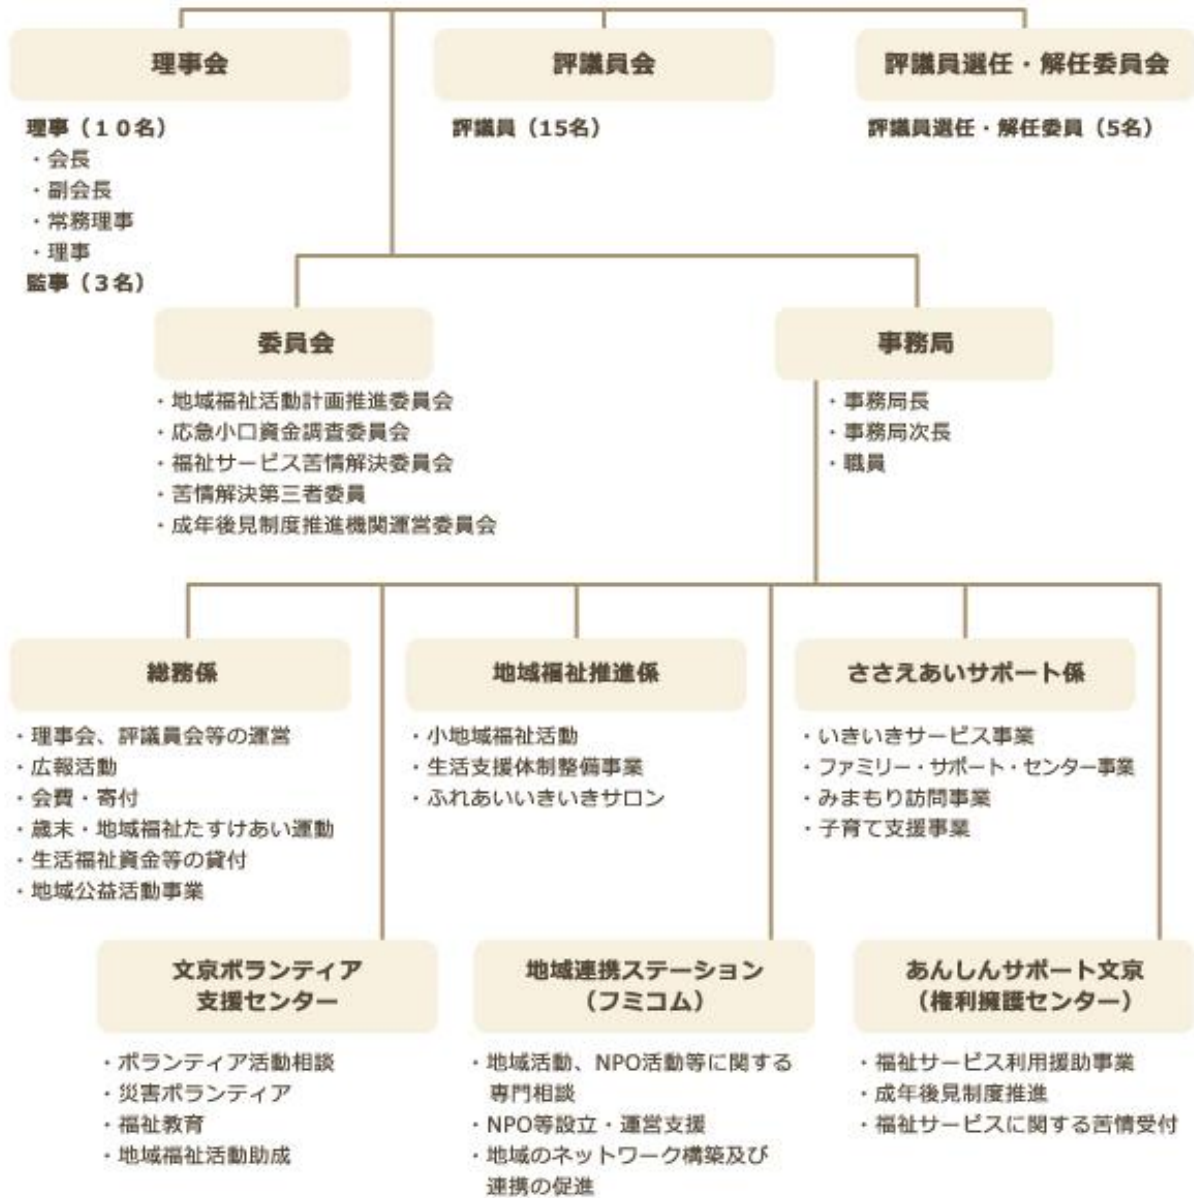 理事会
理事（１０名）
・会長
・副会長
・常務理事
・理事
監事（３名）
評議員会
評議員（15名）
評議員選任・解任委員会
評議員選任・解任委員（5名）
委員会
・地域福祉活動計画推進委員会
・応急小口資金調査委員会
・福祉サービス苦情解決委員会
・苦情解決第三者委員
・成年後見制度推進機関運営委員会
事務局
・事務局長
・事務局次長
・職員
総務係
・理事会、評議員会等の運営
・広報活動
・会費・寄付
・歳末・地域福祉たすけあい運動
・生活福祉資金等の貸付
・地域公益活動事業
地域福祉推進係
・小地域福祉活動
・生活支援体制整備事業
・ふれあいいきいきサロン
ささえあいサポート係
・いきいきサービス事業
・ファミリー・サポート・センター事業
・みまもり訪問事業
・子育て支援事業
文京ボランティア
支援センター
・ボランティア活動相談
・災害ボランティア
・福祉教育
・地域福祉活動助成
地域連携ステーション
（フミコム）
・地域活動、NPO活動等に関する
専門相談
・NPO等設立・運営支援
・地域のネットワーク構築及び
連携の促進
あんしんサポート文京
（権利擁護センター）
・福祉サービス利用援助事業
・成年後見制度推進
・福祉サービスに関する苦情受付